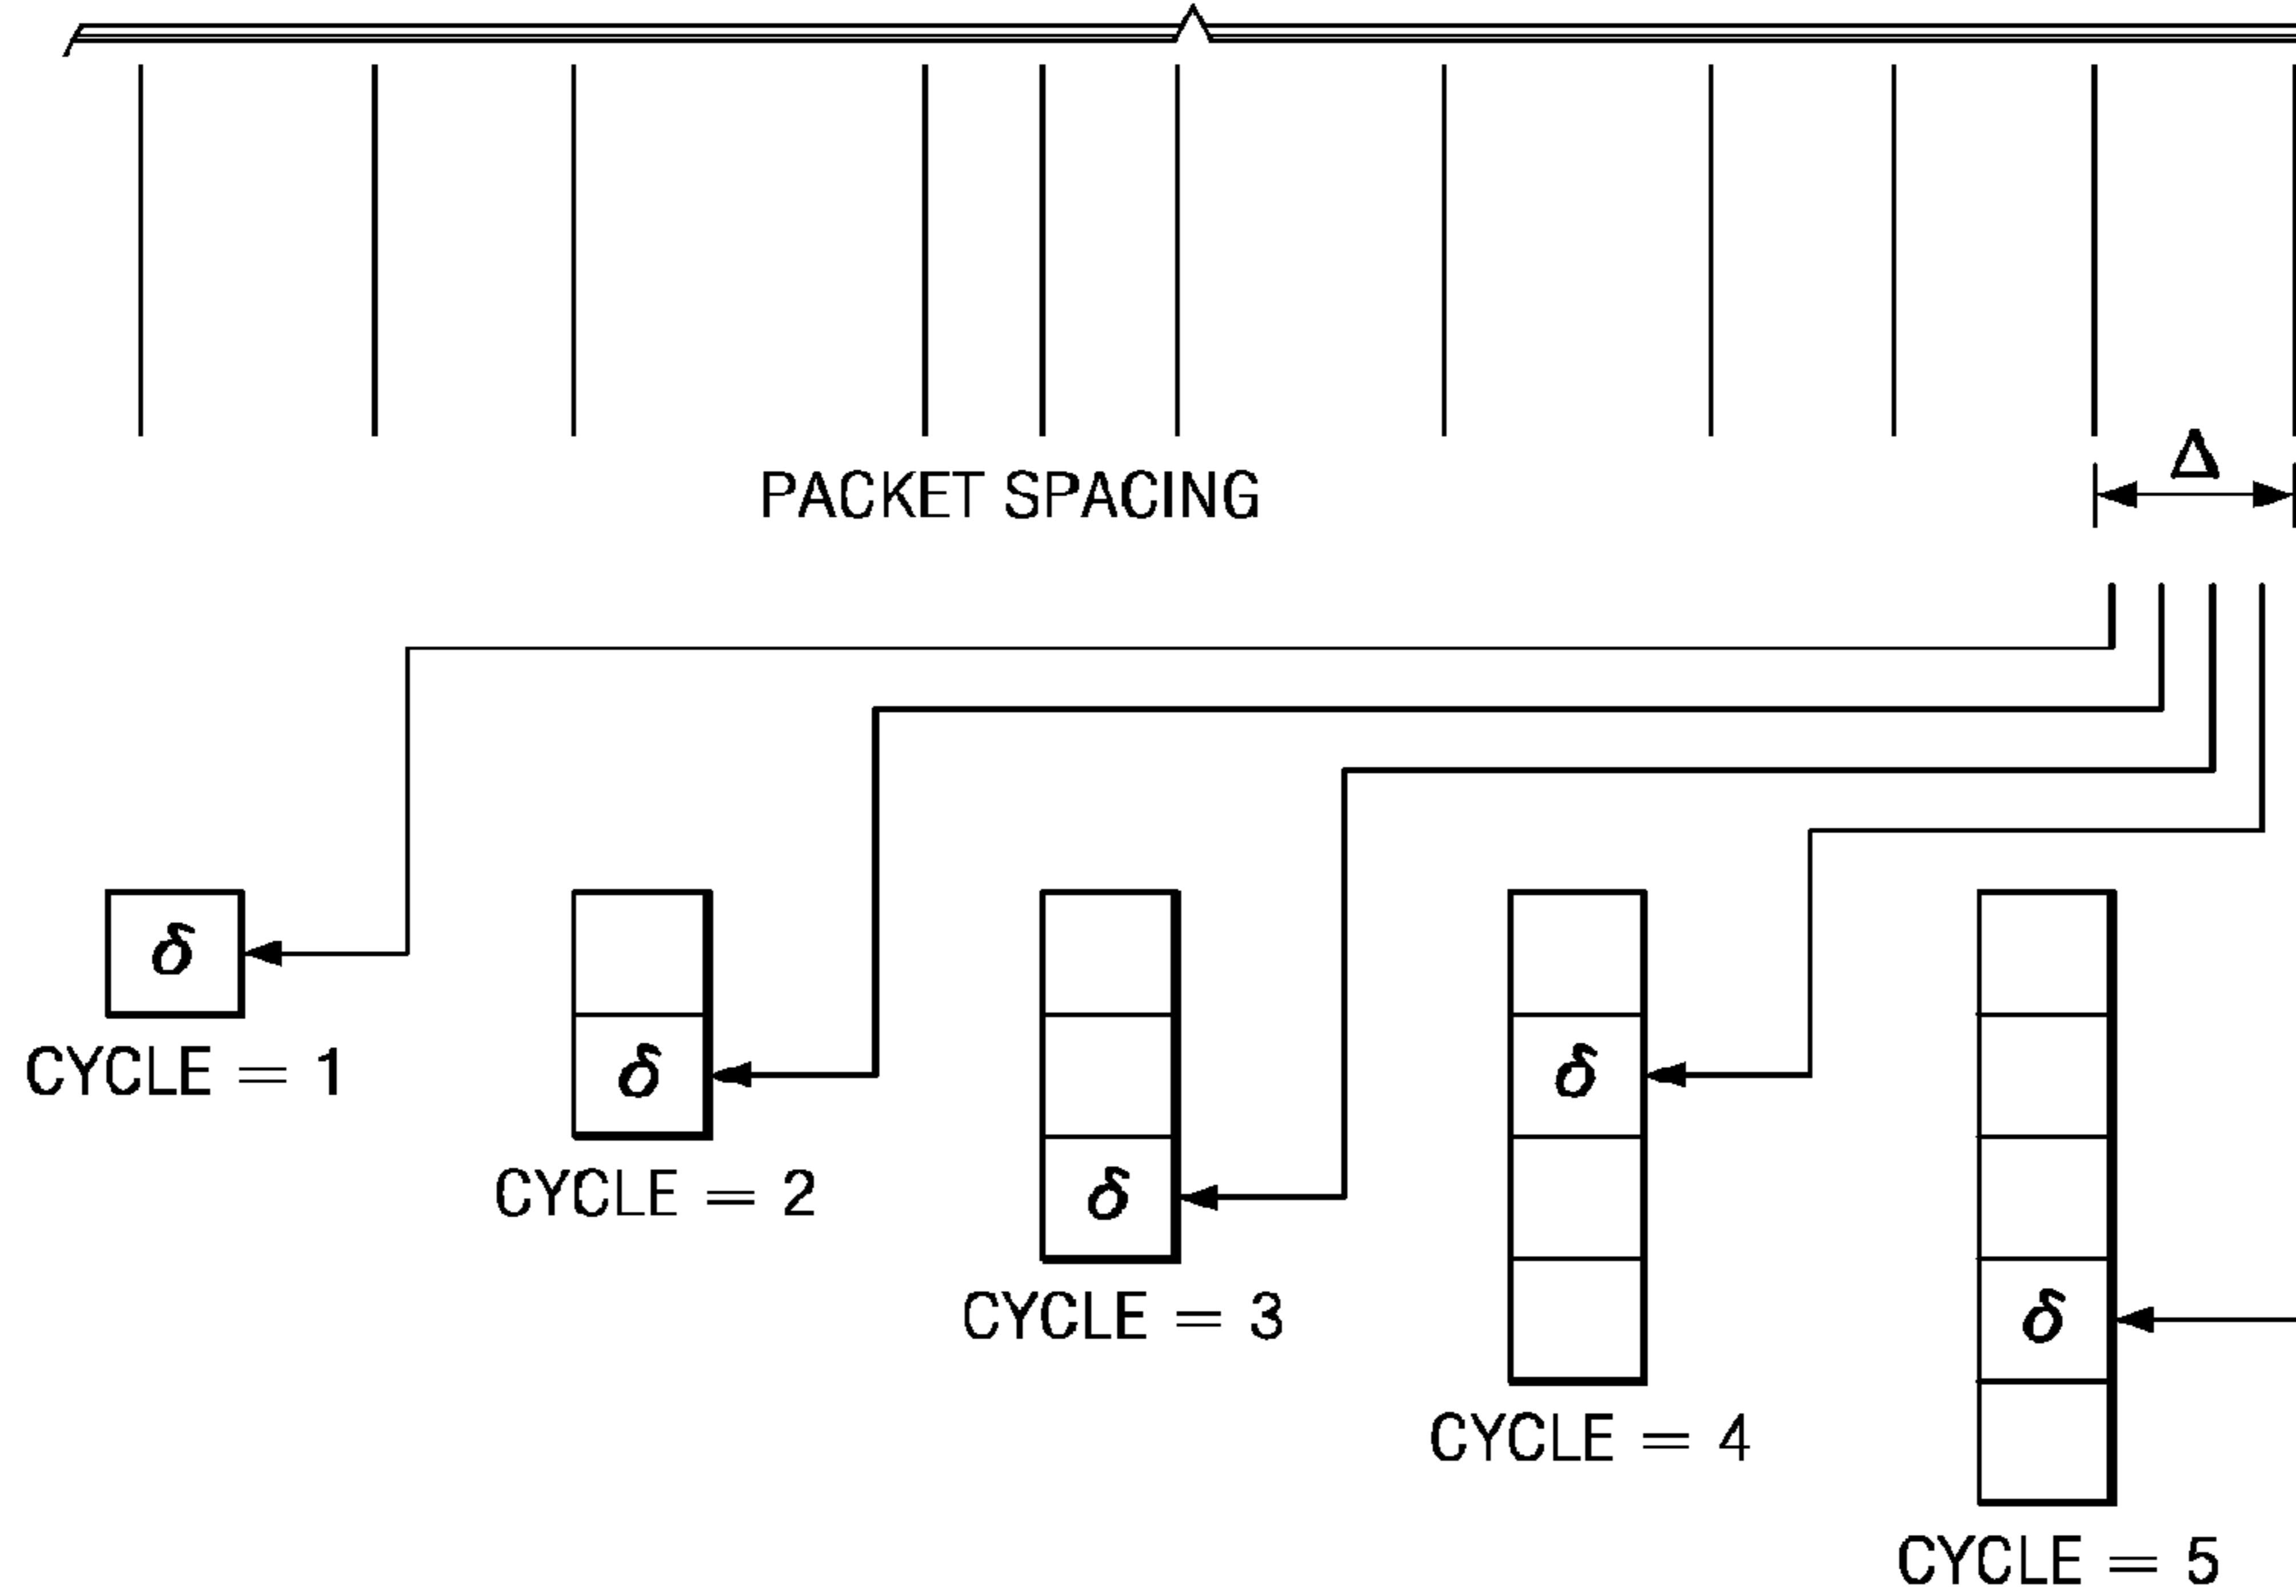 Δ
PACKET SPACING
δ
δ
δ
δ
δ
CYCLE = 1
CYCLE = 2
CYCLE = 3
CYCLE = 4
CYCLE = 5